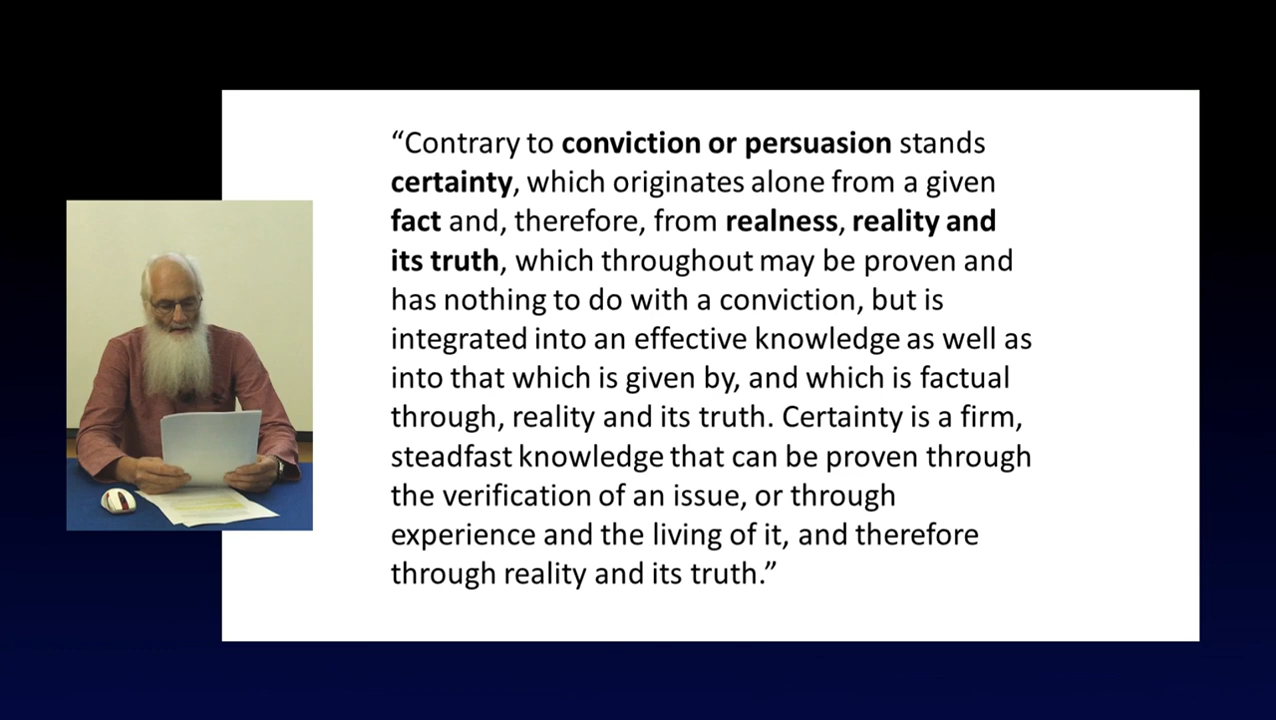 “Contrary to conviction or persuasion stands
certainty, which originates alone from a given
fact and, therefore, from realness, reality and
its truth, which throughout may be proven and
has nothing to do with a conviction, but is
integrated into an effective knowledge as well as
into that which is given by, and which is factual
through, reality and its truth. Certainty is a firm,
steadfast knowledge that can be proven through
the verification of an issue, or through
experience and the living of it, and therefore
through reality and its truth.”